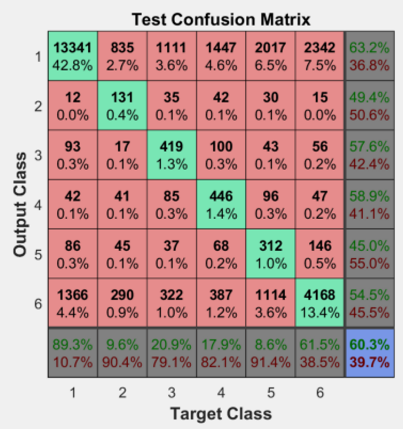 Test Confusion Matrix
1 13341 835 1111 1447 2017 2342 63.2%
42.8% 2.7% 3.6% 4.6% 6.5% 7.5% 36.8%
2 12 131 35 42 30 15 49.4%
0.0% 0.4% 0.1% 0.1% 0.1% 0.0% 50.6%
3 93 17 419 100 43 56 57.6%
0.3% 0.1% 1.3% 0.3% 0.1% 0.2% 42.4%
4 42 41 85 446 96 47 58.9%
0.1% 0.1% 0.3% 1.4% 0.3% 0.2% 41.1%
5 86 45 37 68 312 146 45.0%
0.3% 0.1% 0.1% 0.2% 1.0% 0.5% 55.0%
6 1366 290 322 387 1114 4168 54.5%
4.4% 0.9% 1.0% 1.2% 3.6% 13.4% 45.5%
89.3% 9.6% 20.9% 17.9% 8.6% 61.5% 60.3%
10.7% 90.4% 79.1% 82.1% 91.4% 38.5% 39.7%
1 2 3 4 5 6
Target Class
Output Class